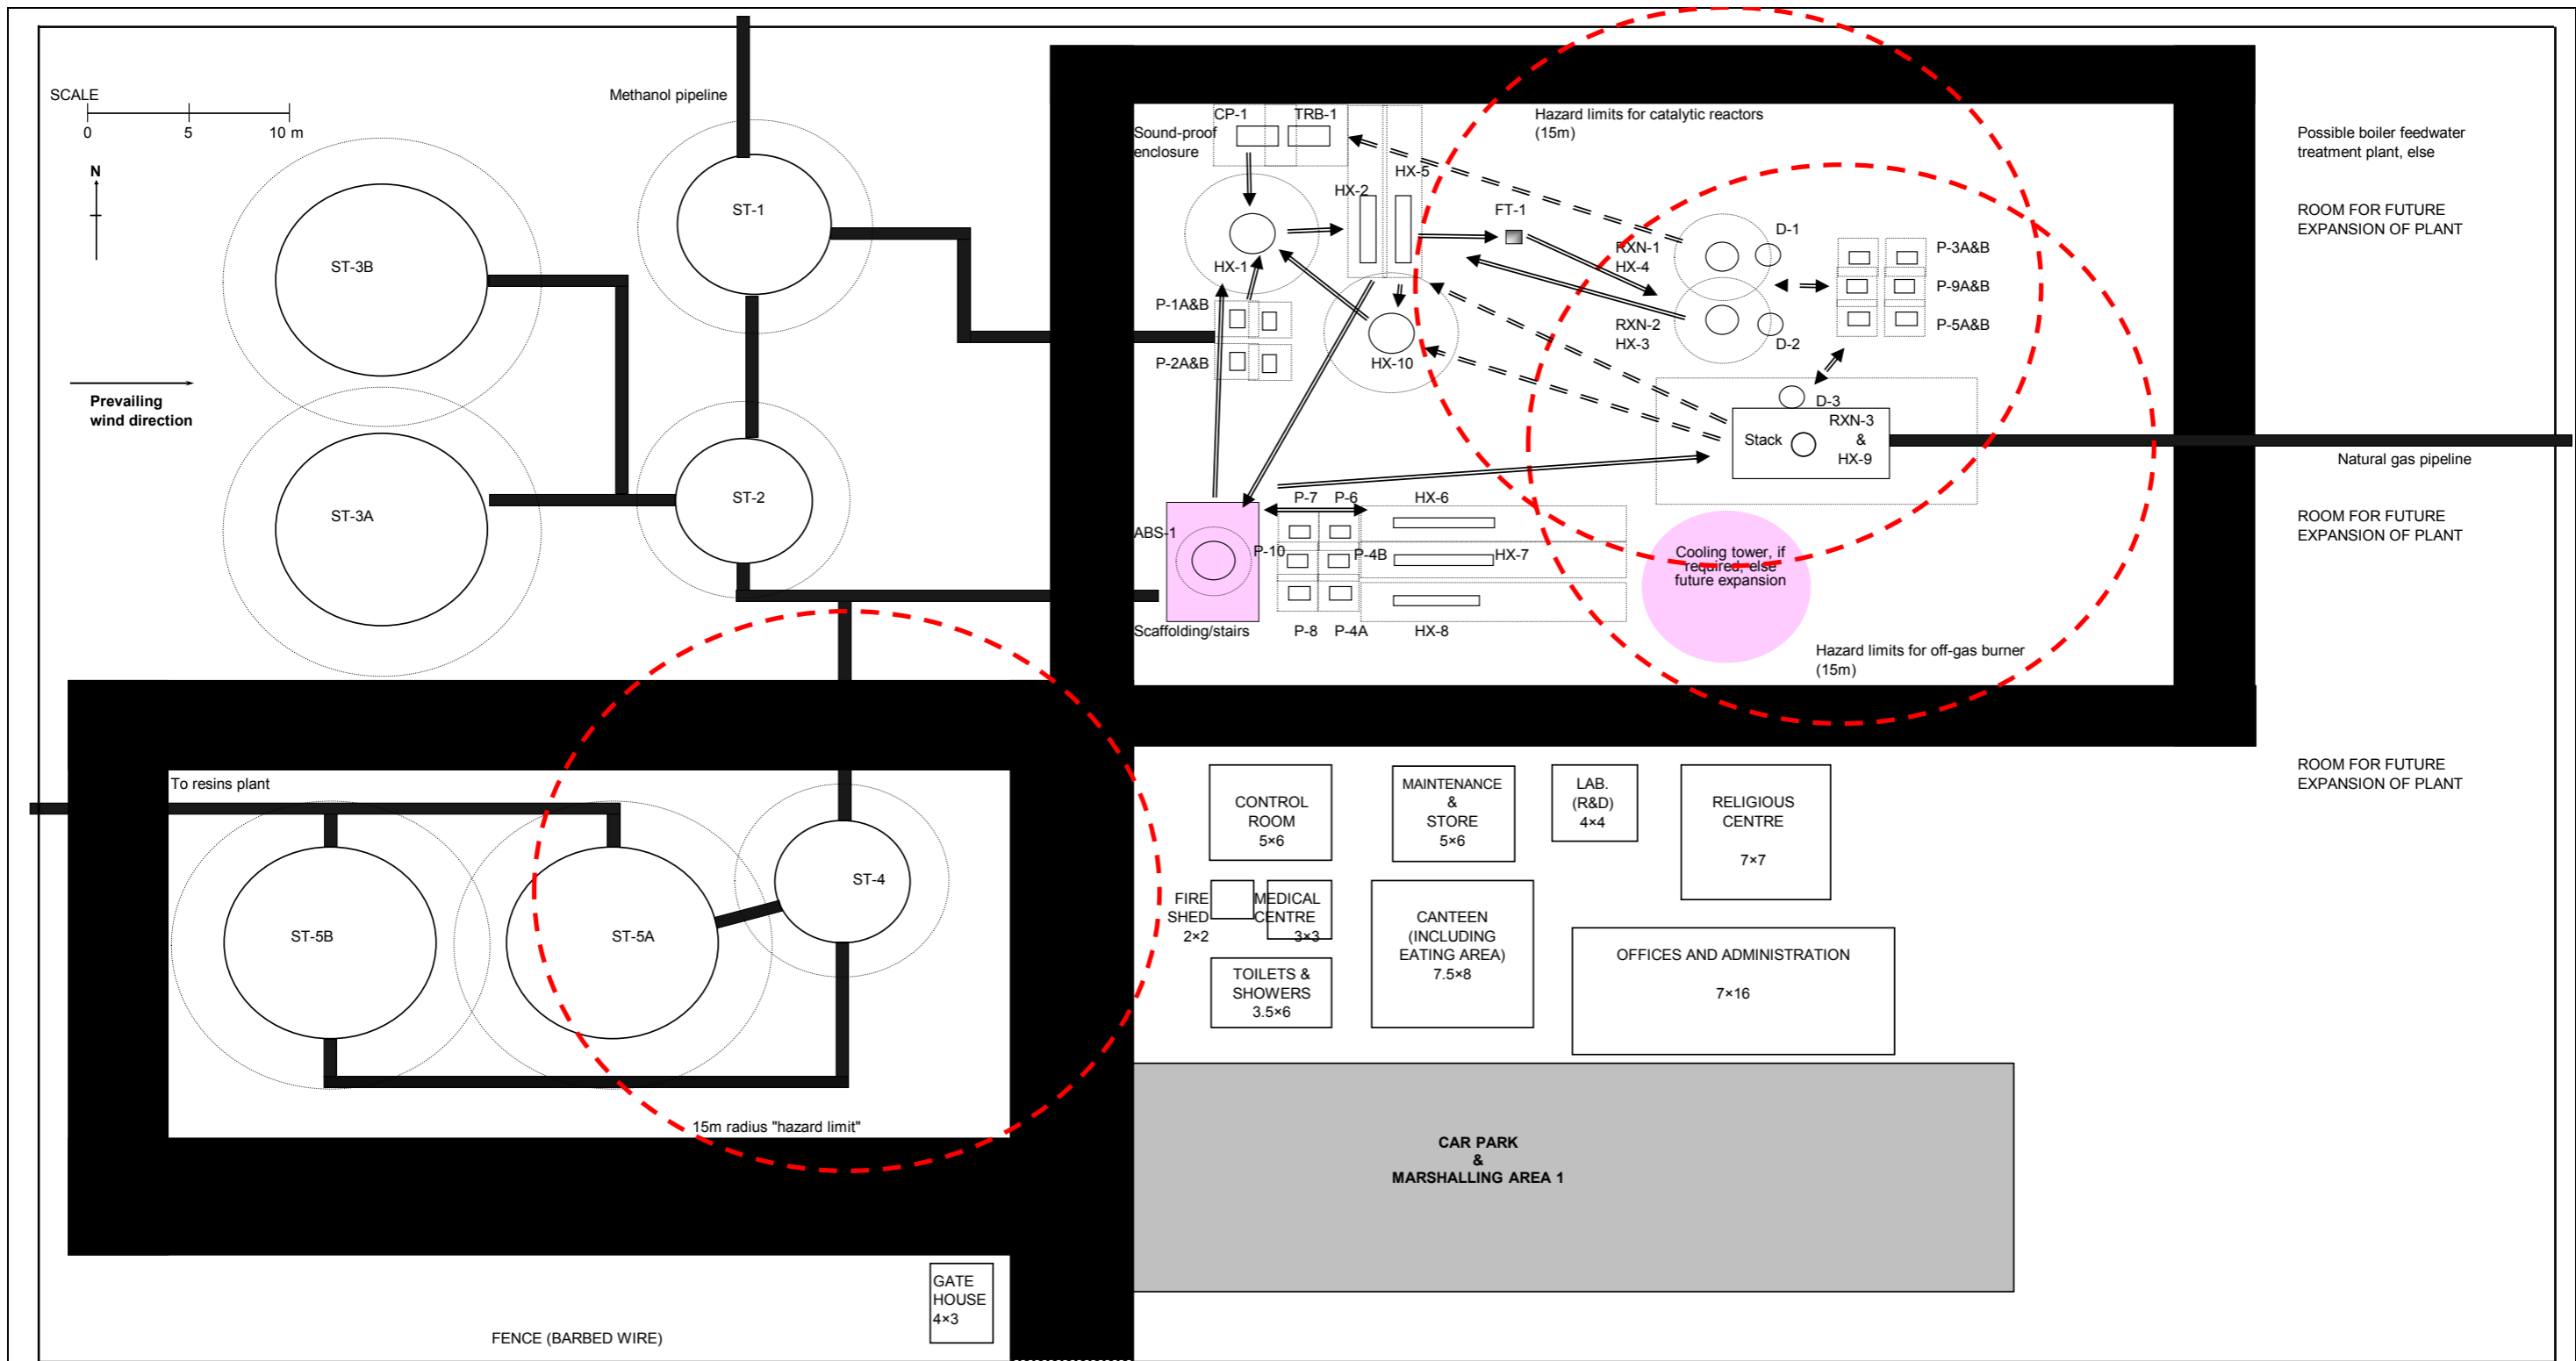 SCALE
0 5 10 m
N
Prevailing
wind direction
Methanol pipeline
ST-1
ST-3B
ST-3A
ST-2
Sound-proof
enclosure
CP-1
TRB-1
HX-5
HX-2
HX-1
P-1A&B
P-2A&B
HX-10
Hazard limits for catalytic reactors
(15m)
FT-1
RXN-1
HX-4
D-1
RXN-2
HX-3
D-2
P-3A&B
P-9A&B
P-5A&B
D-3
Stack
RXN-3
&
HX-9
Natural gas pipeline
Possible boiler feedwater
treatment plant, else
ROOM FOR FUTURE
EXPANSION OF PLANT
ROOM FOR FUTURE
EXPANSION OF PLANT
ROOM FOR FUTURE
EXPANSION OF PLANT
ABS-1
Scaffolding/stairs
P-7
P-6
HX-6
P-10
P-4B
HX-7
P-8
P-4A
HX-8
Cooling tower, if
required, else
future expansion
Hazard limits for off-gas burner
(15m)
To resins plant
ST-5B
ST-5A
ST-4
15m radius "hazard limit"
CONTROL
ROOM
5×6
MAINTENANCE
&
STORE
5×6
LAB.
(R&D)
4×4
RELIGIOUS
CENTRE
7×7
FIRE
SHED
2×2
MEDICAL
CENTRE
3×3
CANTEEN
(INCLUDING
EATING AREA)
7.5×8
TOILETS &
SHOWERS
3.5×6
OFFICES AND ADMINISTRATION
7×16
CAR PARK
&
MARSHALLING AREA 1
GATE
HOUSE
4×3
FENCE (BARBED WIRE)